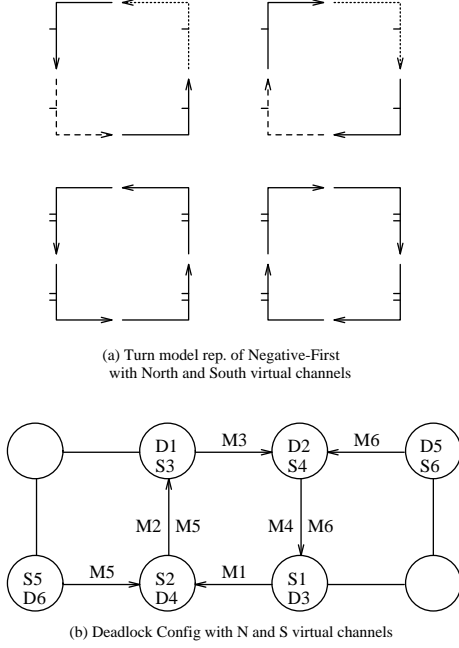 (a) Turn model rep. of Negative-First
with North and South virtual channels
D1 M3 D2 M6 D5
S3 S4 S6
M2 M5 M4 M6
S5 M5 S2 M1 S1
D6 D4 D3
(b) Deadlock Config with N and S virtual channels